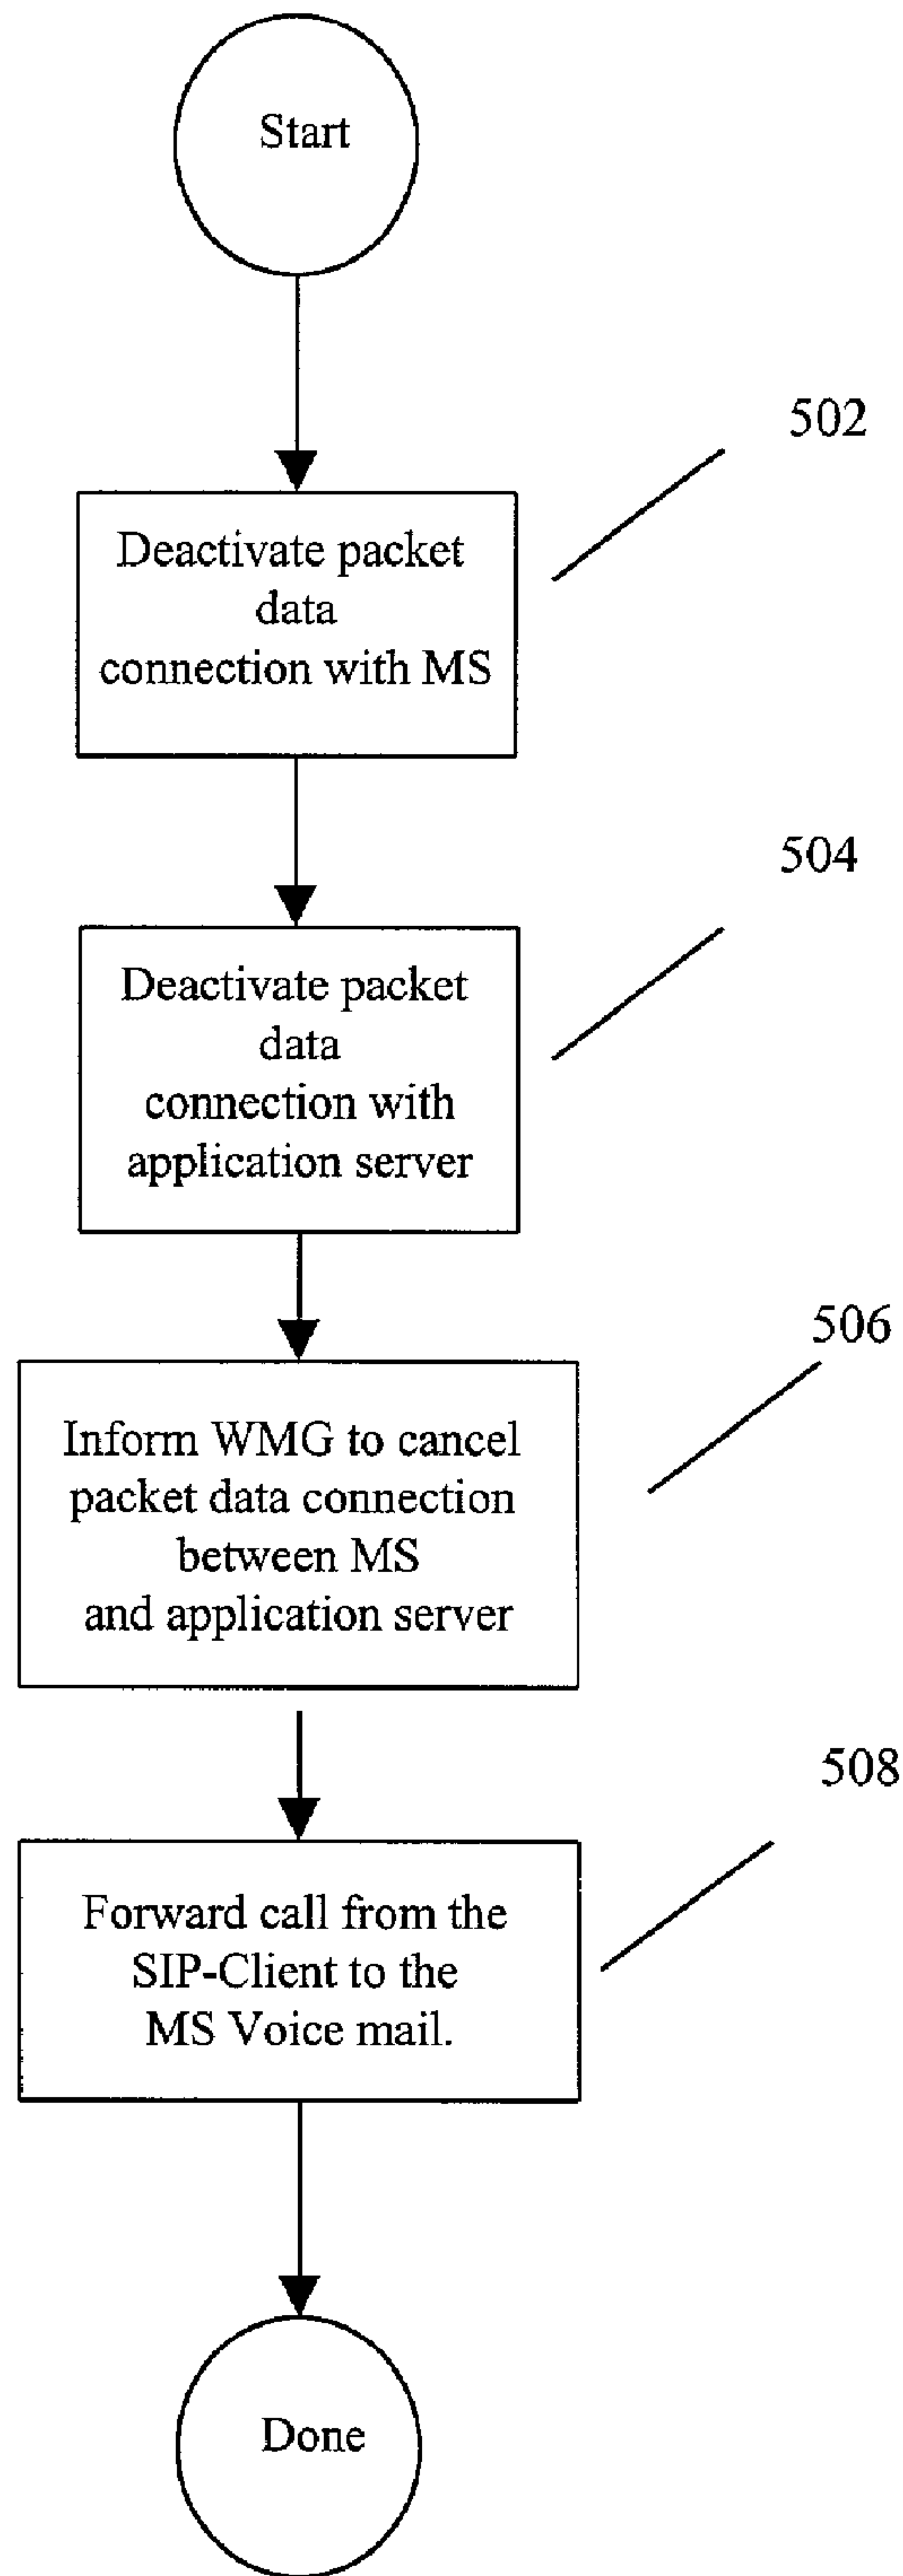 Start
502
Deactivate packet
data
connection with MS
504
Deactivate packet
data
connection with
application server
506
Inform WMG to cancel
packet data connection
between MS
and application server
508
Forward call from the
SIP-Client to the
MS Voice mail.
Done